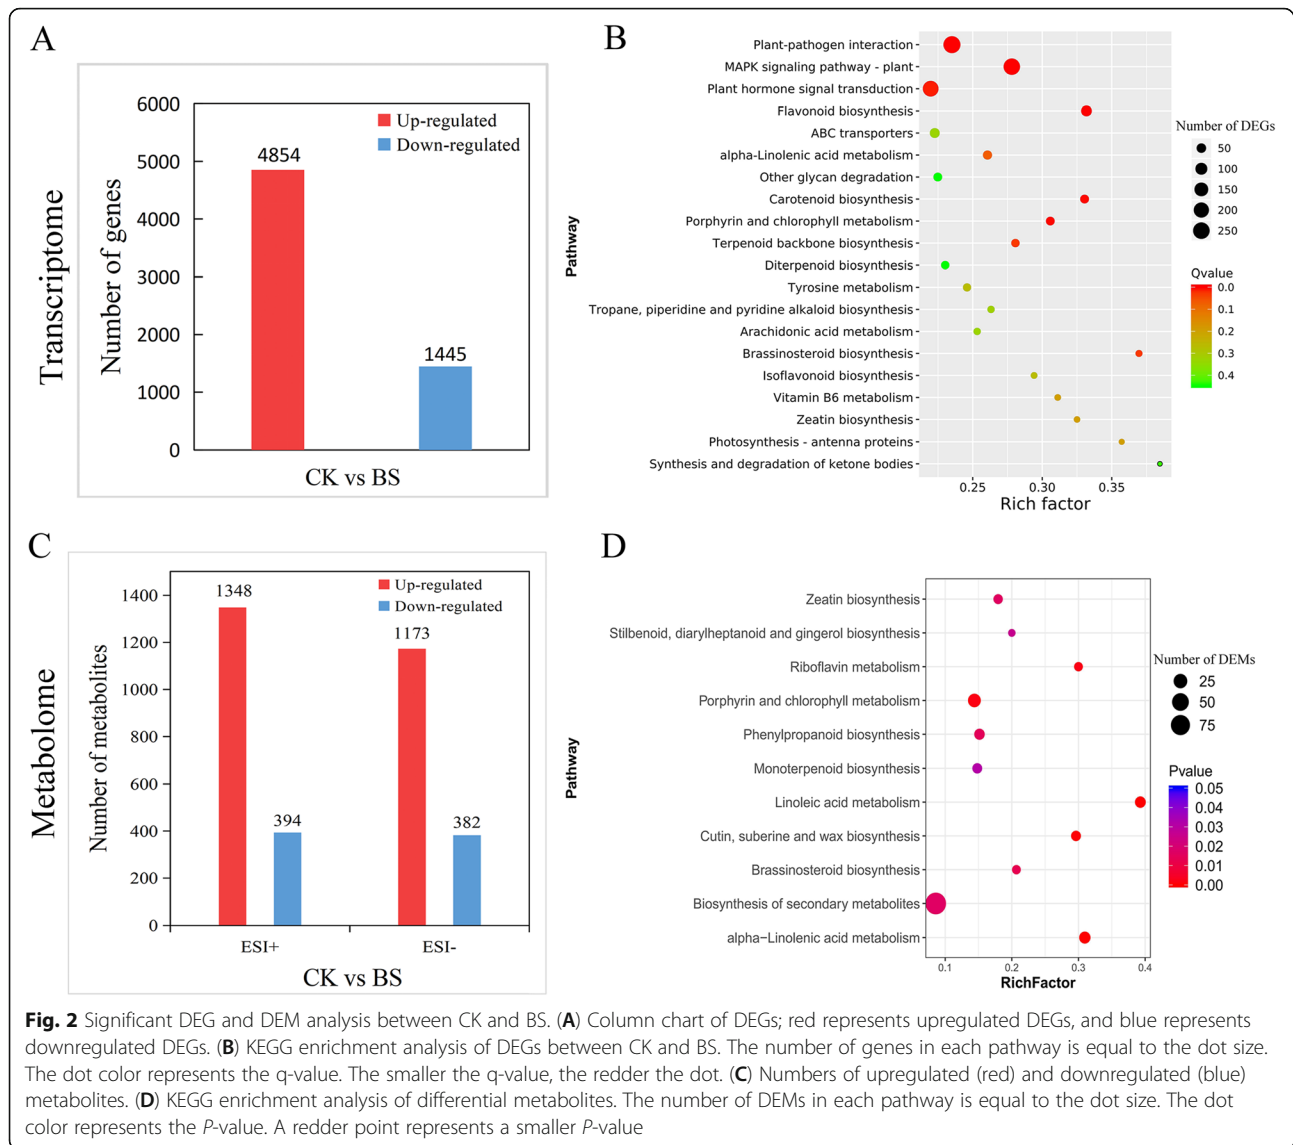 A
Transcriptome
Number of genes
6000
5000
4000
3000
2000
1000
0
Up-regulated
Down-regulated
4854
1445
CK vs BS
B
Pathway
Plant-pathogen interaction
MAPK signaling pathway - plant
Plant hormone signal transduction
Flavonoid biosynthesis
ABC transporters
alpha-Linolenic acid metabolism
Other glycan degradation
Carotenoid biosynthesis
Porphyrin and chlorophyll metabolism
Terpenoid backbone biosynthesis
Diterpenoid biosynthesis
Tyrosine metabolism
Tropane, piperidine and pyridine alkaloid biosynthesis
Arachidonic acid metabolism
Brassinosteroid biosynthesis
Isoflavonoid biosynthesis
Vitamin B6 metabolism
Zeatin biosynthesis
Photosynthesis - antenna proteins
Synthesis and degradation of ketone bodies
0.25 0.30 0.35
Rich factor
Number of DEGs
50
100
150
200
250
Qvalue
0.0
0.1
0.2
0.3
0.4
C
Metabolome
Number of metabolites
1400
1200
1000
800
600
400
200
0
Up-regulated
Down-regulated
1348
394
1173
382
ESI+ ESI-
CK vs BS
D
Pathway
Zeatin biosynthesis
Stilbenoid, diarylheptanoid and gingerol biosynthesis
Riboflavin metabolism
Porphyrin and chlorophyll metabolism
Phenylpropanoid biosynthesis
Monoterpenoid biosynthesis
Linoleic acid metabolism
Cutin, suberine and wax biosynthesis
Brassinosteroid biosynthesis
Biosynthesis of secondary metabolites
alpha−Linolenic acid metabolism
0.1 0.2 0.3 0.4
RichFactor
Number of DEMs
25
50
75
Pvalue
0.05
0.04
0.03
0.02
0.01
0.00
Fig. 2 Significant DEG and DEM analysis between CK and BS. (A) Column chart of DEGs; red represents upregulated DEGs, and blue represents
downregulated DEGs. (B) KEGG enrichment analysis of DEGs between CK and BS. The number of genes in each pathway is equal to the dot size.
The dot color represents the q-value. The smaller the q-value, the redder the dot. (C) Numbers of upregulated (red) and downregulated (blue)
metabolites. (D) KEGG enrichment analysis of differential metabolites. The number of DEMs in each pathway is equal to the dot size. The dot
color represents the P-value. A redder point represents a smaller P-value